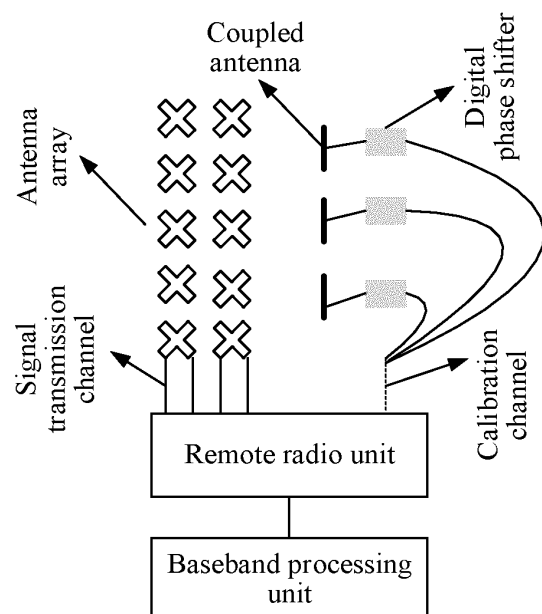 Coupled
antenna
Digital
phase shifter
Antenna
array
Signal
transmission
channel
Calibration
channel
Remote radio unit
Baseband processing
unit